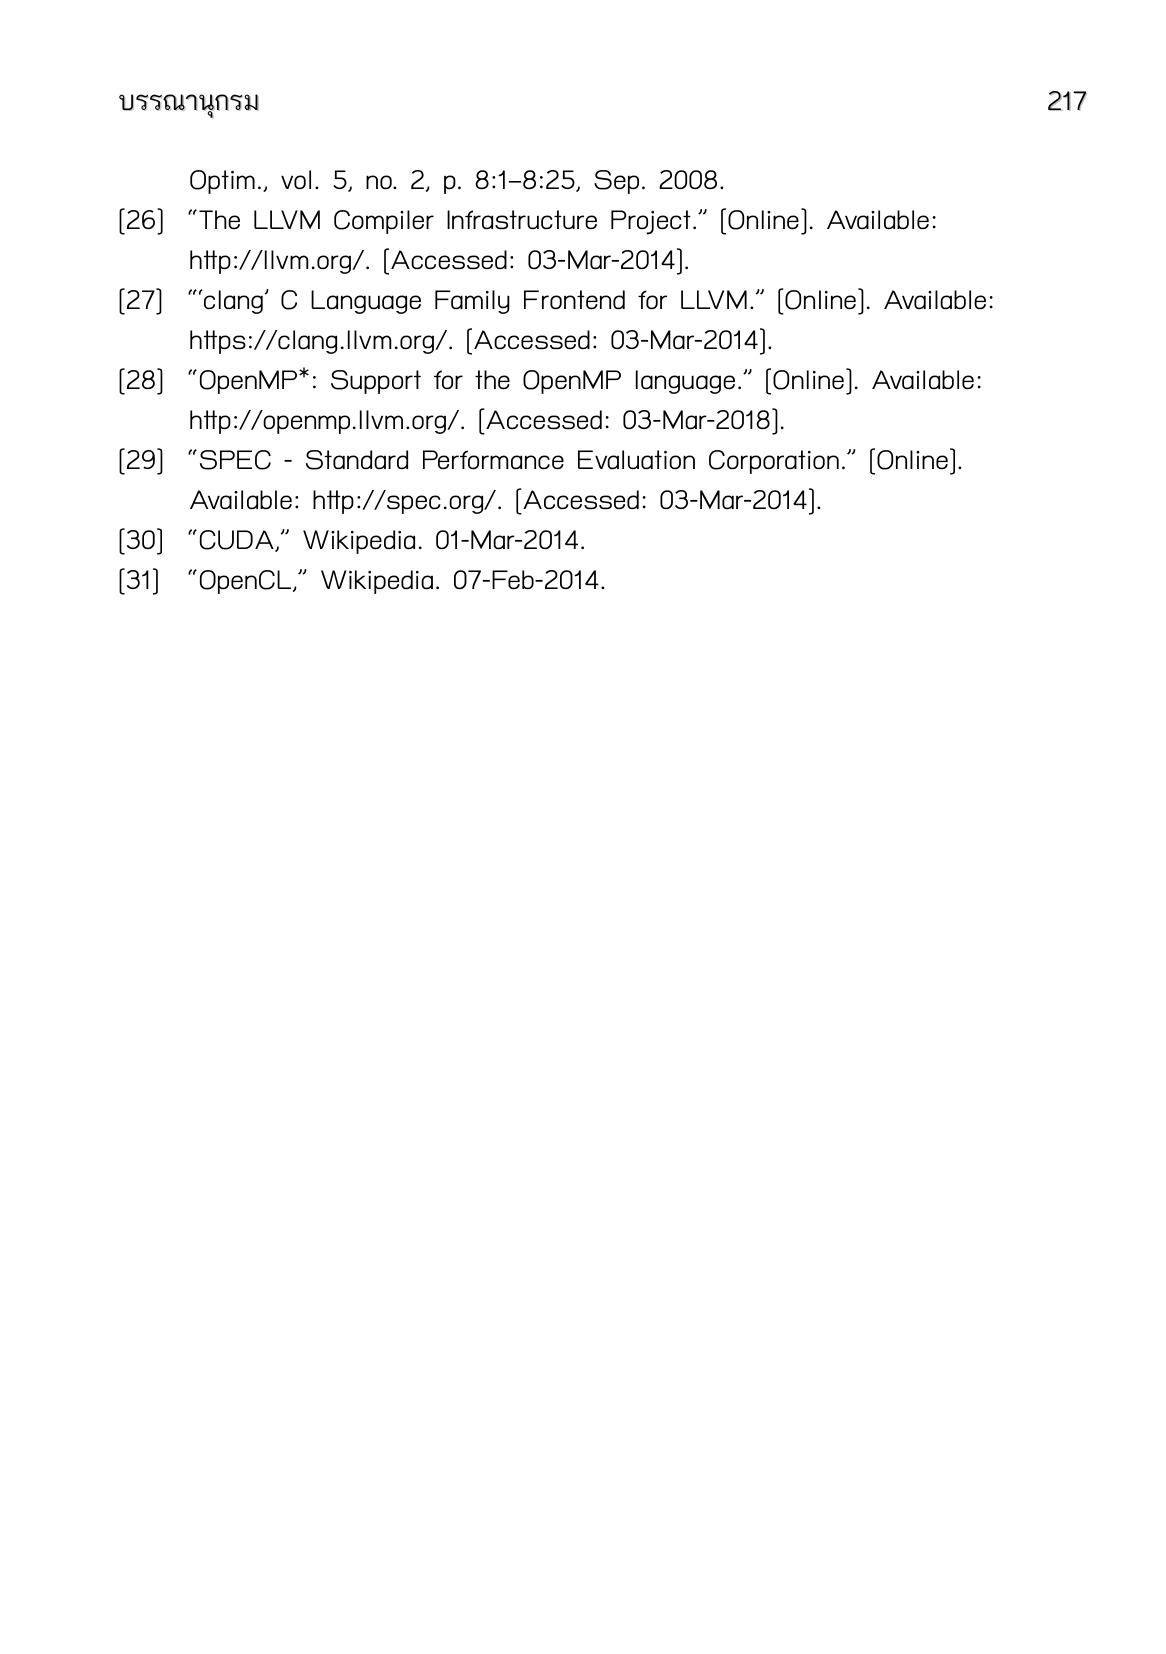 บรรณานุกรม 217
Optim., vol. 5, no. 2, p. 8:1–8:25, Sep. 2008.
[26] “The LLVM Compiler Infrastructure Project.” [Online]. Available:
http://llvm.org/. [Accessed: 03-Mar-2014].
[27] “‘clang’ C Language Family Frontend for LLVM.” [Online]. Available:
https://clang.llvm.org/. [Accessed: 03-Mar-2014].
[28] “OpenMP*: Support for the OpenMP language.” [Online]. Available:
http://openmp.llvm.org/. [Accessed: 03-Mar-2018].
[29] “SPEC - Standard Performance Evaluation Corporation.” [Online].
Available: http://spec.org/. [Accessed: 03-Mar-2014].
[30] “CUDA,” Wikipedia. 01-Mar-2014.
[31] “OpenCL,” Wikipedia. 07-Feb-2014.